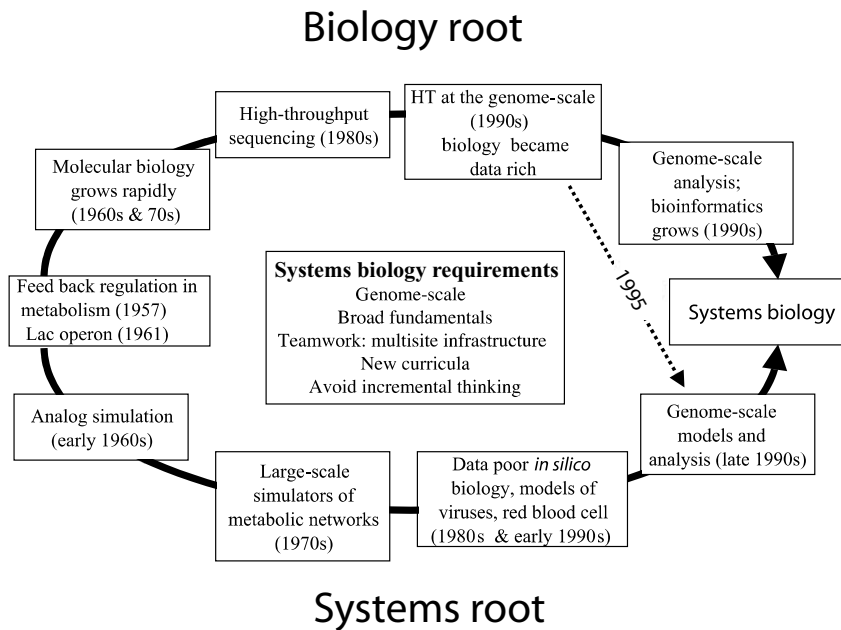 Biology root
High-throughput
sequencing (1980s)
HT at the genome-scale
(1990s)
biology became
data rich
Molecular biology
grows rapidly
(1960s & 70s)
Genome-scale
analysis;
bioinformatics
grows (1990s)
Feed back regulation in
metabolism (1957)
Lac operon (1961)
Systems biology requirements
Genome-scale
Broad fundamentals
Teamwork: multisite infrastructure
New curricula
Avoid incremental thinking
1995
Systems biology
Analog simulation
(early 1960s)
Large-scale
simulators of
metabolic networks
(1970s)
Data poor in silico
biology, models of
viruses, red blood cell
(1980s & early 1990s)
Genome-scale
models and
analysis (late 1990s)
Systems root